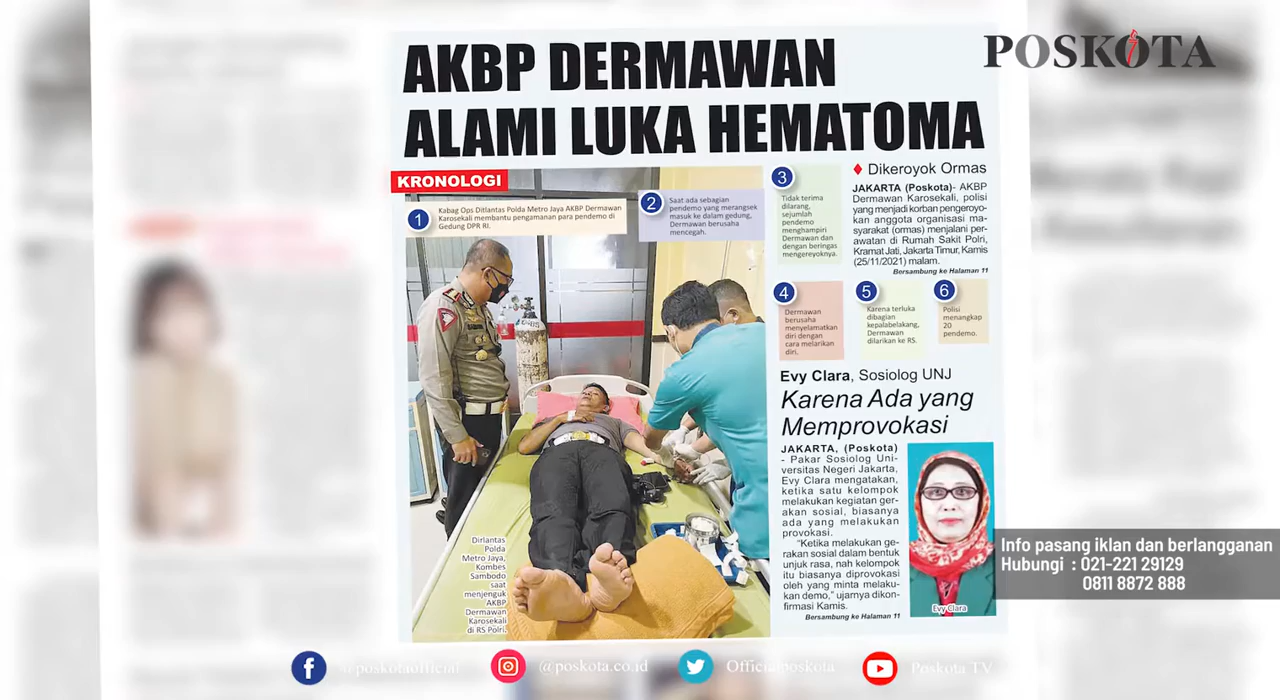 POSKOTA
AKBP DERMAWAN
ALAMI LUKA HEMATOMA
KRONOLOGI
1
Kabag Ops Ditlantas Polda Metro Jaya AKBP Dermawan
Karosekali membantu pengamanan para pendemo di
Gedung DPR RI.
2
Saat ada sebagian
pendemo yang merangsek
masuk ke dalam gedung,
Dermawan berusaha
mencegah.
3
Tidak terima
dilarang,
sejumlah
pendemo
menghampiri
Dermawan dan
dengan beringas
mengereyoknya.
4
Dermawan
berusaha
menyelamatkan
diri dengan
cara melarikan
diri.
5
Karena terluka
dibagian
kepalabelakang,
Dermawan
dilarikan ke RS.
6
Polisi
menangkap
20
pendemo.
Dikeroyok Ormas
JAKARTA (Poskota)- AKBP
Dermawan Karosekali, polisi
yang menjadi korban pengeroyo-
kan anggota organisasi ma-
syarakat (ormas) menjalani per-
awatan di Rumah Sakit Polri,
Kramat Jati, Jakarta Timur, Kamis
(25/11/2021) malam.
Bersambung ke Halaman 11
Evy Clara, Sosiolog UNJ
Karena Ada yang
Memprovokasi
JAKARTA, (Poskota)
- Pakar Sosiolog Uni-
versitas Negeri Jakarta,
Evy Clara mengatakan,
ketika satu kelompok
melakukan kegiatan ger-
akan sosial, biasanya
ada yang melakukan
provokasi.
"Ketika melakukan ge-
rakan sosial dalam bentuk
unjuk rasa, nah kelompok
itu biasanya diprovokasi
oleh yang minta melaku-
kan demo," ujarnya dikon-
firmasi Kamis.
Bersambung ke Halaman 11
Evy Clara
Dirlantas
Polda
Metro Jaya,
Kombes
Sambodo
saat
menjenguk
AKBP
Dermawan
Karosekali
di RS Polri.
Info pasang iklan dan berlangganan
Hubungi : 021-221 29129
0811 8872 888
@poskotaofficial
@poskota.co.id
Officialposkota
Poskota TV